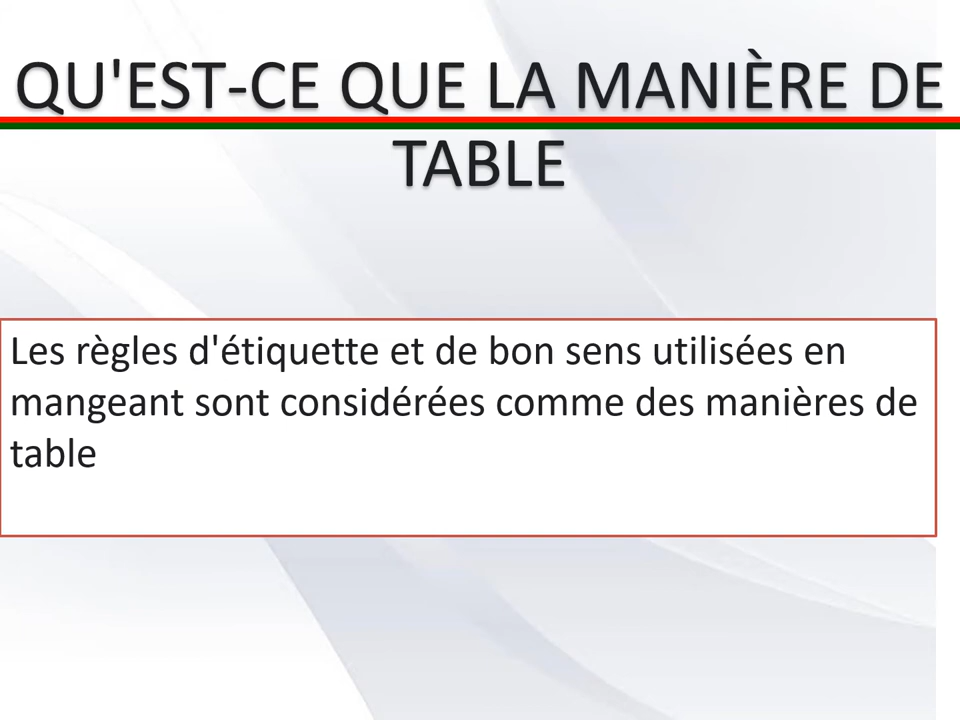 QU'EST-CE QUE LA MANIÈRE DE
TABLE
Les règles d'étiquette et de bon sens utilisées en
mangeant sont considérées comme des manières de
table